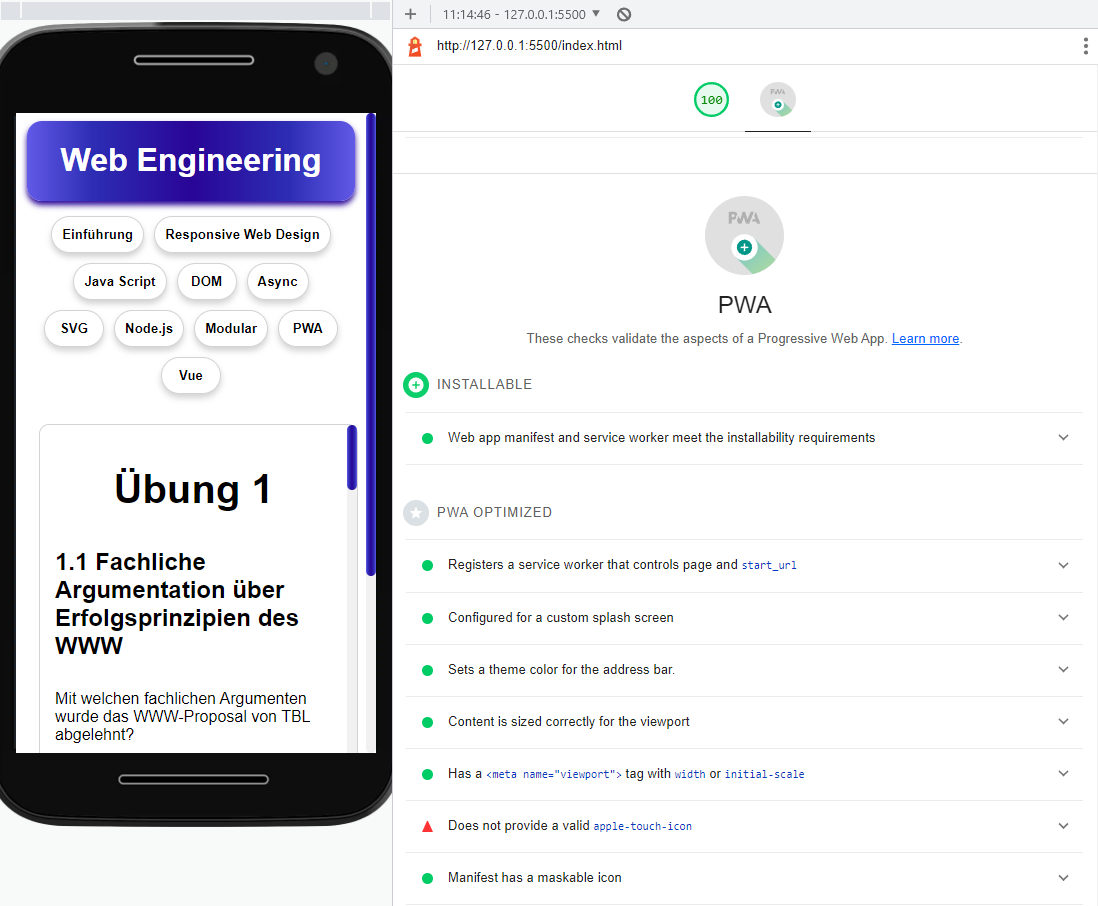 11:14:46 - 127.0.0.1:5500
http://127.0.0.1:5500/index.html
100
PWA
Web Engineering
Einführung
Responsive Web Design
Java Script
DOM
Async
SVG
Node.js
Modular
PWA
Vue
Übung 1
1.1 Fachliche
Argumentation über
Erfolgsprinzipien des
WWW
Mit welchen fachlichen Argumenten
wurde das WWW-Proposal von TBL
abgelehnt?
PWA
PWA
These checks validate the aspects of a Progressive Web App. Learn more.
INSTALLABLE
Web app manifest and service worker meet the installability requirements
PWA OPTIMIZED
Registers a service worker that controls page and start_url
Configured for a custom splash screen
Sets a theme color for the address bar.
Content is sized correctly for the viewport
Has a <meta name="viewport"> tag with width or initial-scale
Does not provide a valid apple-touch-icon
Manifest has a maskable icon